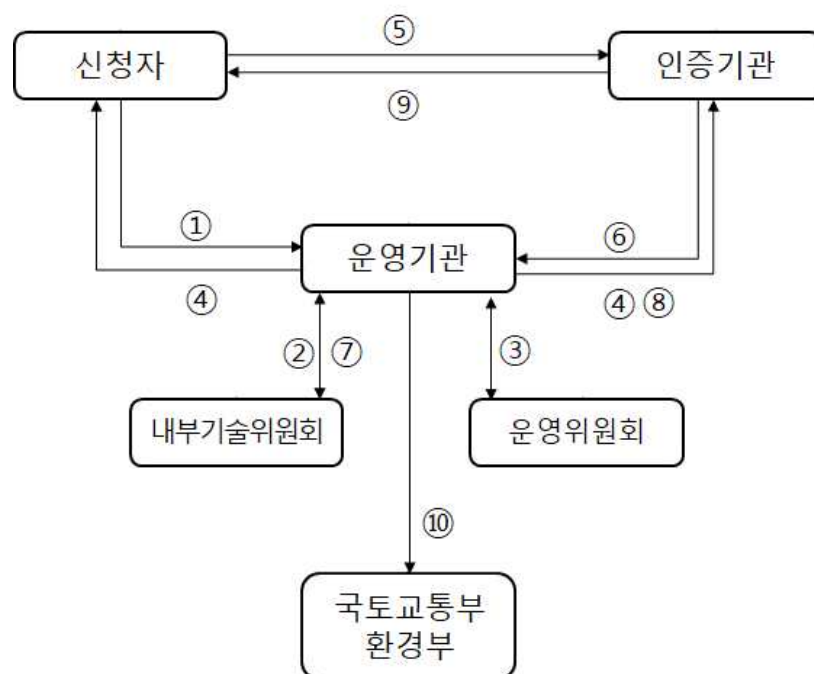 ⑤
신청자
인증기관
⑨
①
운영기관
⑥
④
④ ⑧
② ⑦
③
내부기술위원회
운영위원회
⑩
국토교통부
환경부